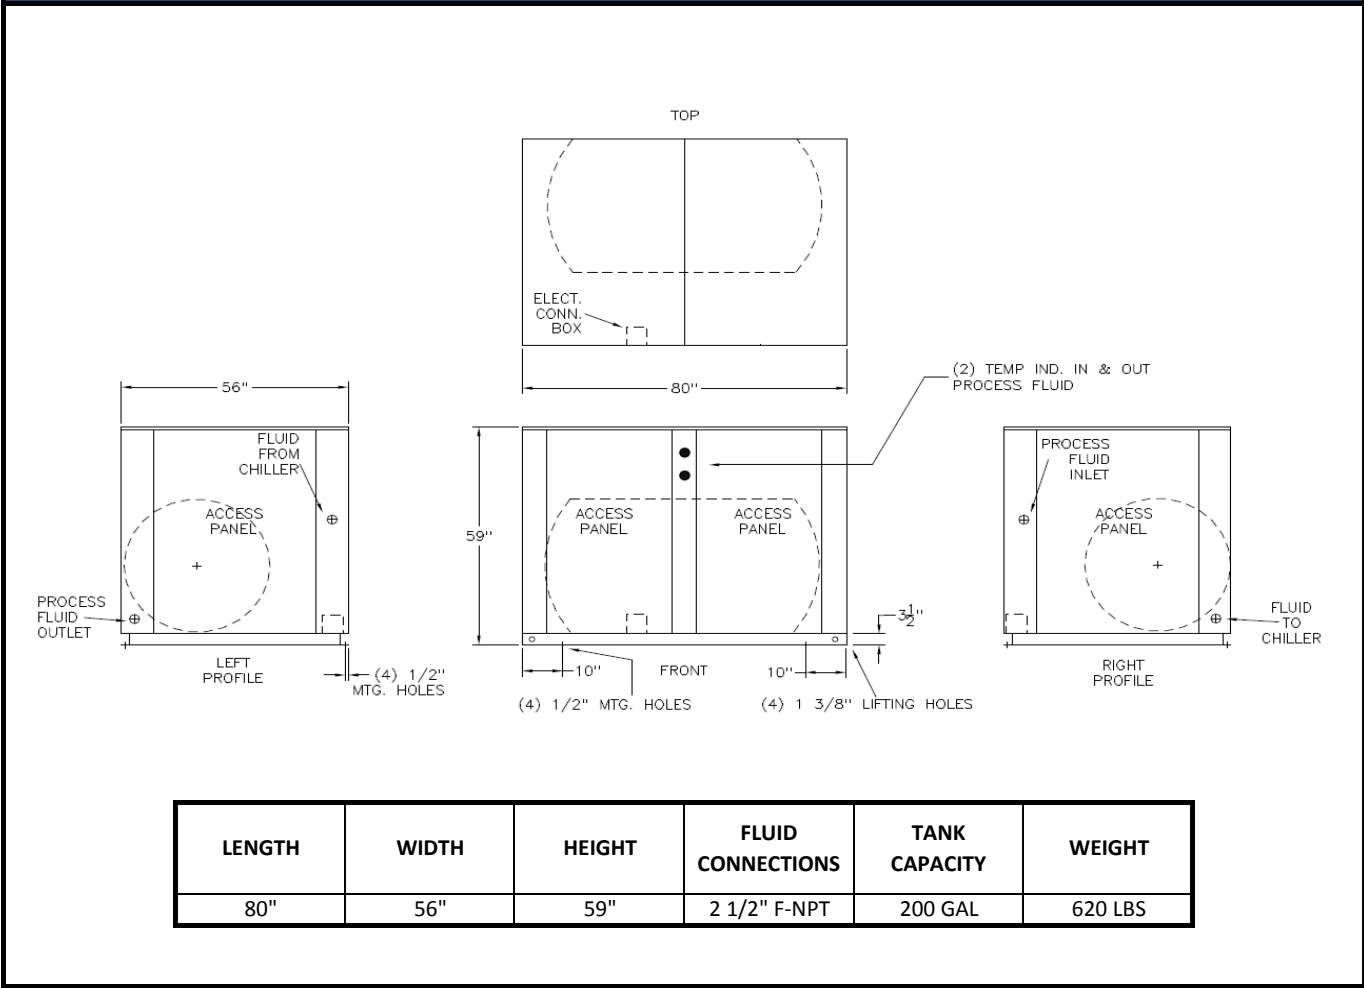 TOP
ELECT.
CONN.
BOX
56"
80"
(2) TEMP IND. IN & OUT
PROCESS FLUID
FLUID
FROM
CHILLER
ACCESS
PANEL
PROCESS
FLUID
OUTLET
LEFT
PROFILE
(4) 1/2"
MTG. HOLES
59"
ACCESS
PANEL
ACCESS
PANEL
3 1/2"
10"
FRONT
10"
(4) 1/2" MTG. HOLES
(4) 1 3/8" LIFTING HOLES
PROCESS
FLUID
INLET
ACCESS
PANEL
FLUID
TO
CHILLER
RIGHT
PROFILE
LENGTH WIDTH HEIGHT FLUID CONNECTIONS TANK CAPACITY WEIGHT
80" 56" 59" 2 1/2" F-NPT 200 GAL 620 LBS